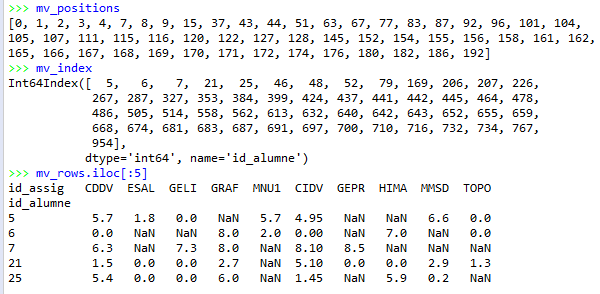 >>> mv_positions
[0, 1, 2, 3, 4, 7, 8, 9, 15, 37, 43, 44, 51, 63, 67, 77, 83, 87, 92, 96, 101, 104,
105, 107, 111, 115, 116, 120, 122, 127, 128, 145, 152, 154, 155, 156, 158, 161, 162,
165, 166, 167, 168, 169, 170, 171, 172, 174, 176, 180, 182, 186, 192]
>>> mv_index
Int64Index([  5,   6,   7,  21,  25,  46,  48,  52,  79, 169, 206, 207, 226,
            267, 287, 327, 353, 384, 399, 424, 437, 441, 442, 445, 464, 478,
            486, 505, 514, 558, 562, 613, 632, 640, 642, 643, 652, 655, 659,
            668, 674, 681, 683, 687, 691, 697, 700, 710, 716, 732, 734, 767,
            954],
           dtype='int64', name='id_alumne')
>>> mv_rows.iloc[:5]
id_assig   CDDV  ESAL  GELI  GRAF  MNU1  CIDV  GEPR  HIMA  MMSD  TOPO
id_alumne
5           5.7   1.8   0.0   NaN   5.7  4.95   NaN   NaN   6.6   0.0
6           0.0   NaN   NaN   8.0   2.0  0.00   NaN   7.0   NaN   0.0
7           6.3   NaN   7.3   8.0   NaN  8.10   8.5   NaN   NaN   NaN
21          1.5   0.0   0.0   2.7   NaN  5.10   0.0   0.0   2.9   1.3
25          5.4   0.0   0.0   6.0   NaN  1.45   NaN   5.9   0.2   NaN